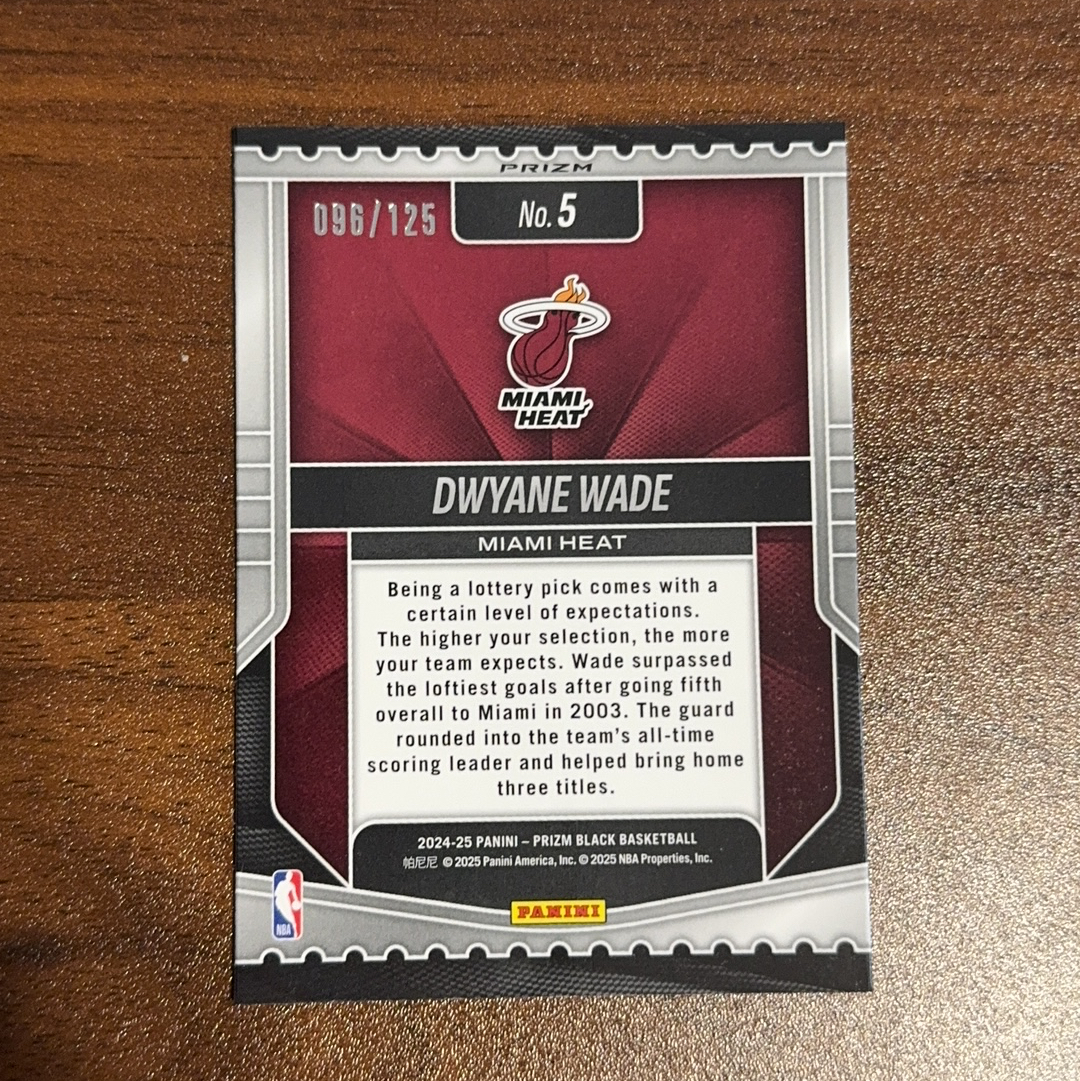 PRIZM
096/125
No. 5
MIAMI
HEAT
DWYANE WADE
MIAMI HEAT
Being a lottery pick comes with a
certain level of expectations.
The higher your selection, the more
your team expects. Wade surpassed
the loftiest goals after going fifth
overall to Miami in 2003. The guard
rounded into the team's all-time
scoring leader and helped bring home
three titles.
2024-25 PANINI – PRIZM BLACK BASKETBALL
帕尼尼 © 2025 Panini America, Inc. © 2025 NBA Properties, Inc.
NBA
PANINI